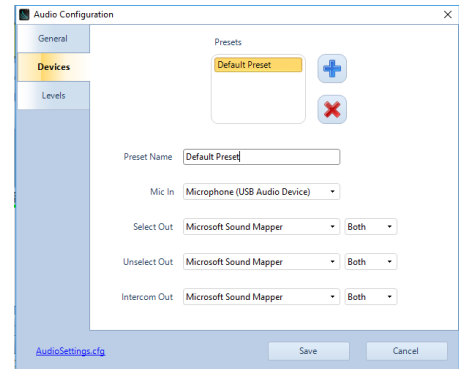 Audio Configuration
General
Devices
Levels
Presets
Default Preset
Preset Name Default Preset
Mic In Microphone (USB Audio Device)
Select Out Microsoft Sound Mapper Both
Unselect Out Microsoft Sound Mapper Both
Intercom Out Microsoft Sound Mapper Both
AudioSettings.cfg Save Cancel